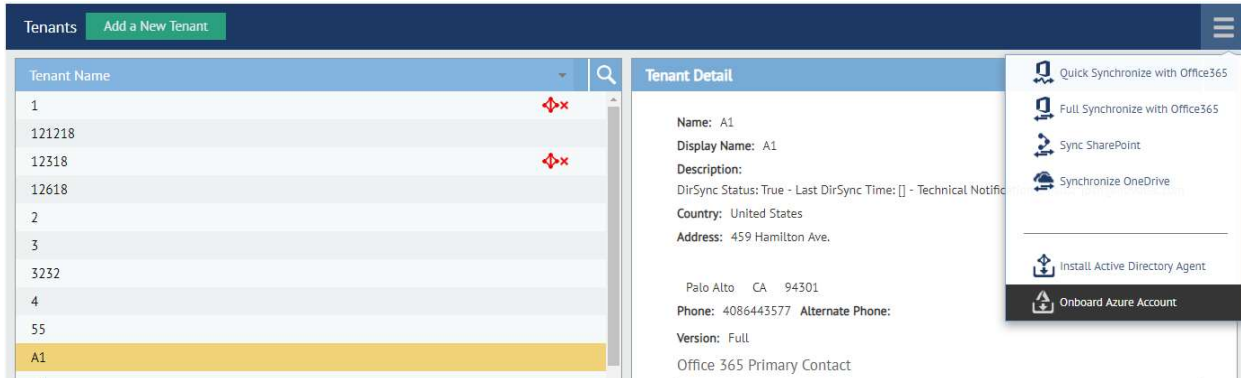 Tenants Add a New Tenant
Tenant Name
1
121218
12318
12618
2
3
3232
4
55
A1
Tenant Detail
Name: A1
Display Name: A1
Description:
DirSync Status: True - Last DirSync Time: [] - Technical Notific
Country: United States
Address: 459 Hamilton Ave.
Palo Alto CA 94301
Phone: 4086443577 Alternate Phone:
Version: Full
Office 365 Primary Contact
Quick Synchronize with Office365
Full Synchronize with Office365
Sync SharePoint
Synchronize OneDrive
Install Active Directory Agent
Onboard Azure Account